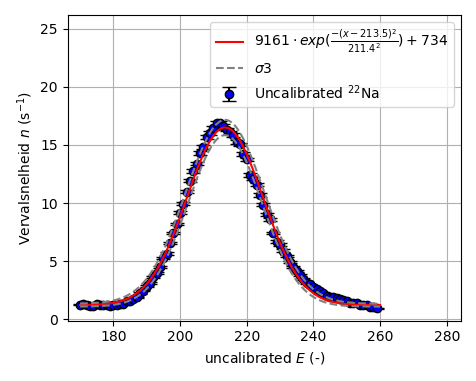 25
20
15
10
5
0
Vervalsnelheid n (s⁻¹)
9161 · exp(\frac{-(x-213.5)²}{211.4²}) + 734
σ3
Uncalibrated ²²Na
180 200 220 240 260 280
uncalibrated E (-)